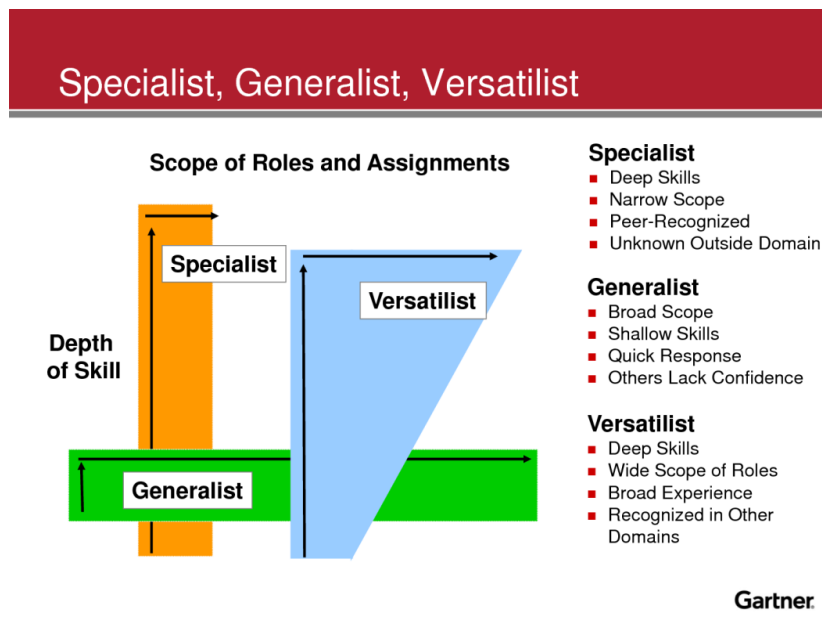 Specialist, Generalist, Versatilist
Scope of Roles and Assignments
Specialist
Versatilist
Depth
of Skill
Generalist
Specialist
Deep Skills
Narrow Scope
Peer-Recognized
Unknown Outside Domain
Generalist
Broad Scope
Shallow Skills
Quick Response
Others Lack Confidence
Versatilist
Deep Skills
Wide Scope of Roles
Broad Experience
Recognized in Other
Domains
Gartner